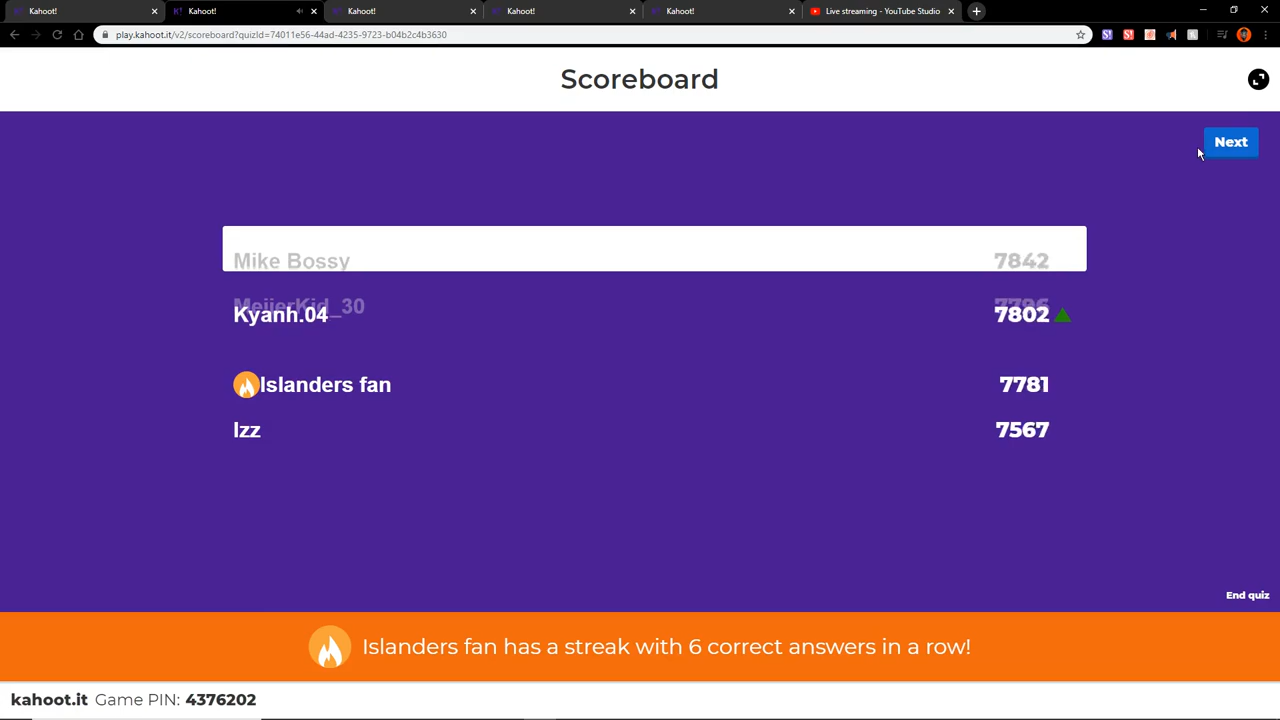 Kahoot!
Kahoot!
Kahoot!
Kahoot!
Kahoot!
Live streaming - YouTube Studio
play.kahoot.it/v2/scoreboard?quizId=74011e56-44ad-4235-9723-b04b2c4b3630
Scoreboard
Next
Mike Bossy 7842
MeijerKid_30 7796
Kyanh.04 7802
Islanders fan 7781
Izz 7567
End quiz
Islanders fan has a streak with 6 correct answers in a row!
kahoot.it Game PIN: 4376202